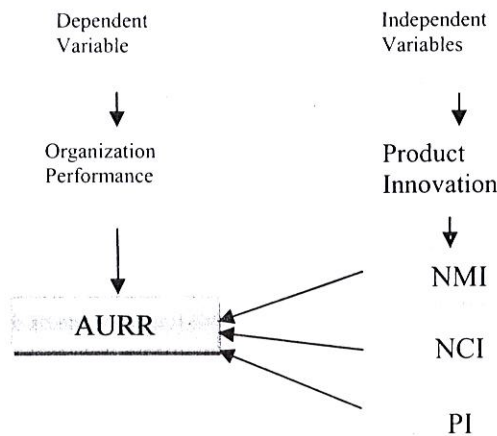 Dependent
Variable
Independent
Variables
Organization
Performance
Product
Innovation
NMI
AURR
NCI
PI